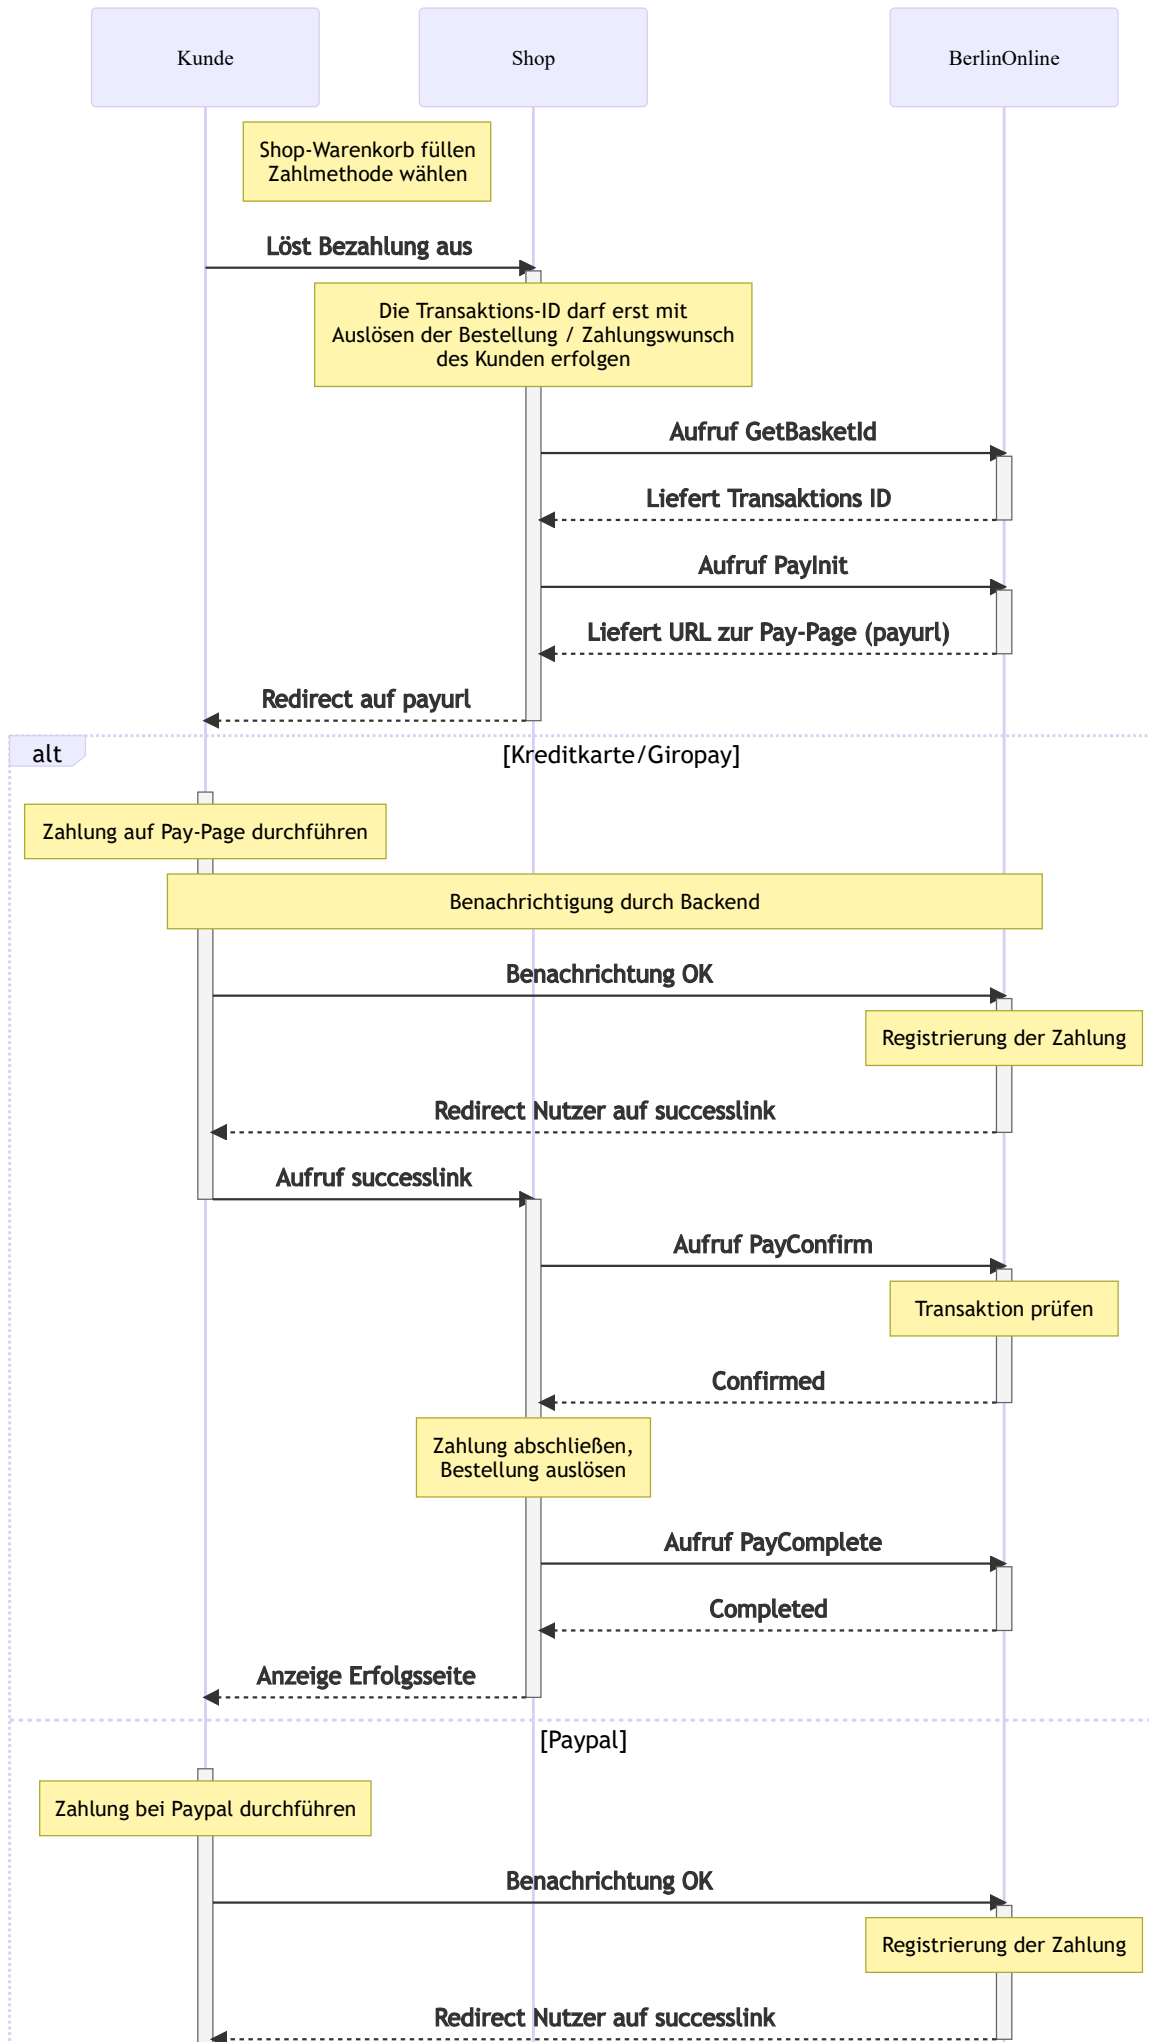 Kunde
Shop
BerlinOnline
Shop-Warenkorb füllen
Zahlmethode wählen
Löst Bezahlung aus
Die Transaktions-ID darf erst mit
Auslösen der Bestellung / Zahlungswunsch
des Kunden erfolgen
Aufruf GetBasketId
Liefert Transaktions ID
Aufruf PayInit
Liefert URL zur Pay-Page (payurl)
Redirect auf payurl
alt
[Kreditkarte/Giropay]
Zahlung auf Pay-Page durchführen
Benachrichtigung durch Backend
Benachrichtung OK
Registrierung der Zahlung
Redirect Nutzer auf successlink
Aufruf successlink
Aufruf PayConfirm
Transaktion prüfen
Confirmed
Zahlung abschließen,
Bestellung auslösen
Aufruf PayComplete
Completed
Anzeige Erfolgsseite
[Paypal]
Zahlung bei Paypal durchführen
Benachrichtung OK
Registrierung der Zahlung
Redirect Nutzer auf successlink